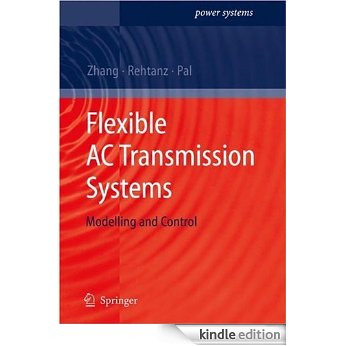 power systems
Zhang · Rehtanz · Pal
Flexible
AC Transmission
Systems
Modelling and Control
Springer
kindle edition